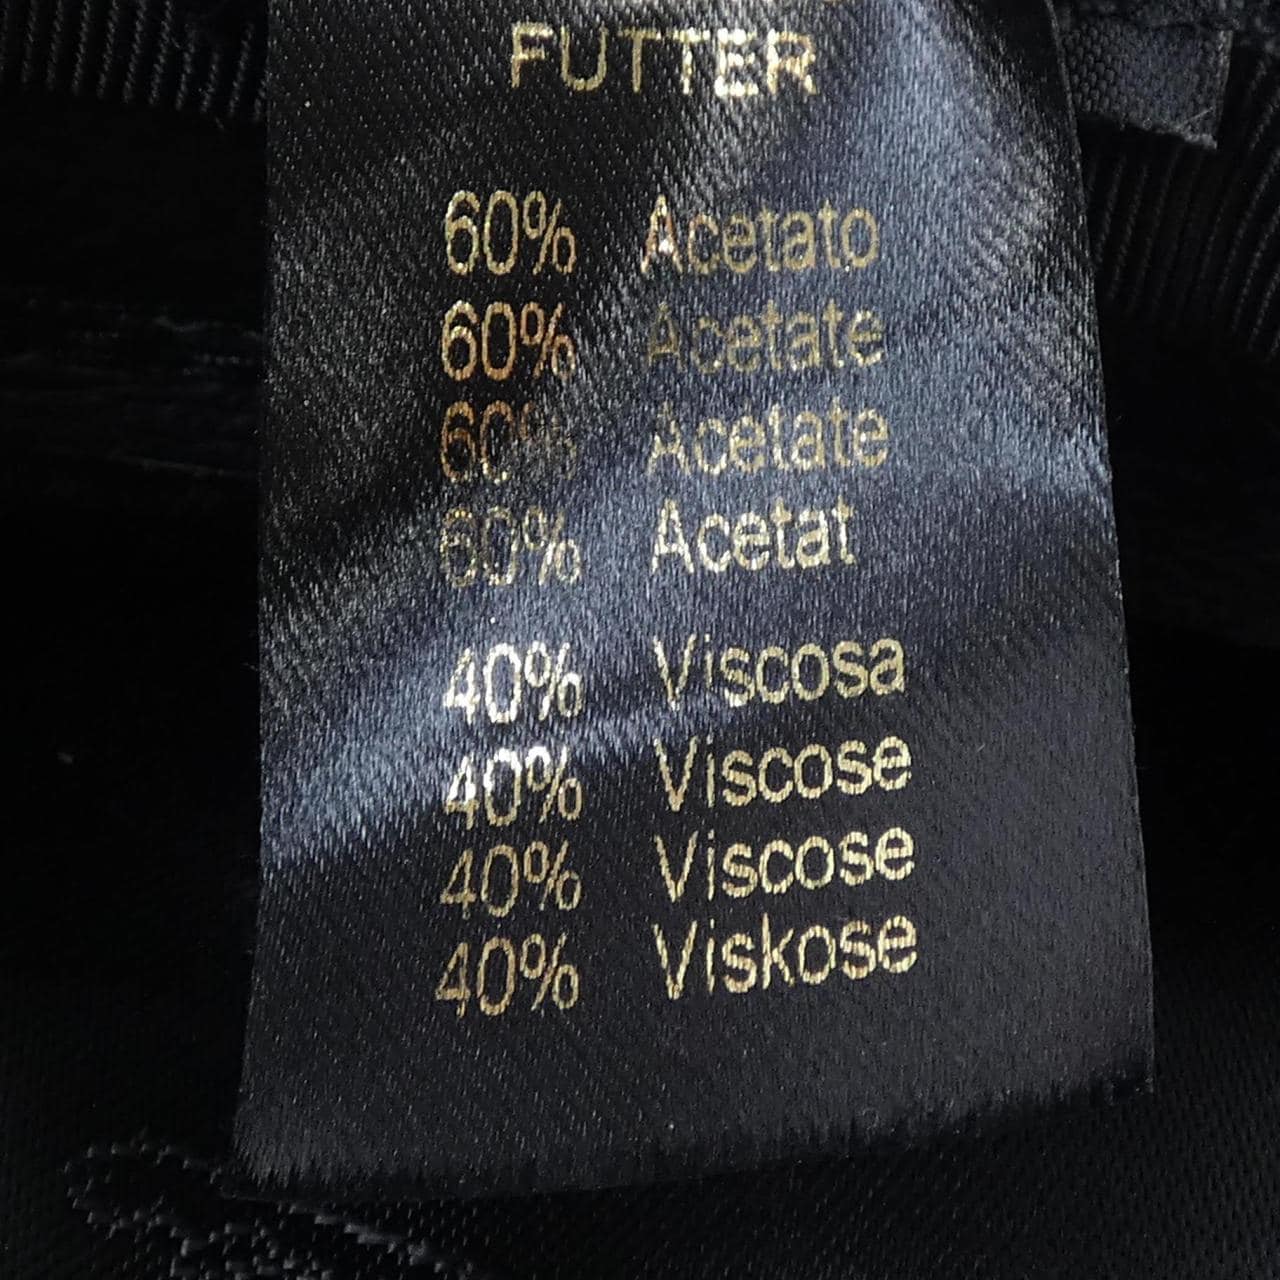 FUTTER
60% Acetato
60% Acetate
60% Acetate
60% Acetat
40% Viscosa
40% Viscose
40% Viscose
40% Viskose